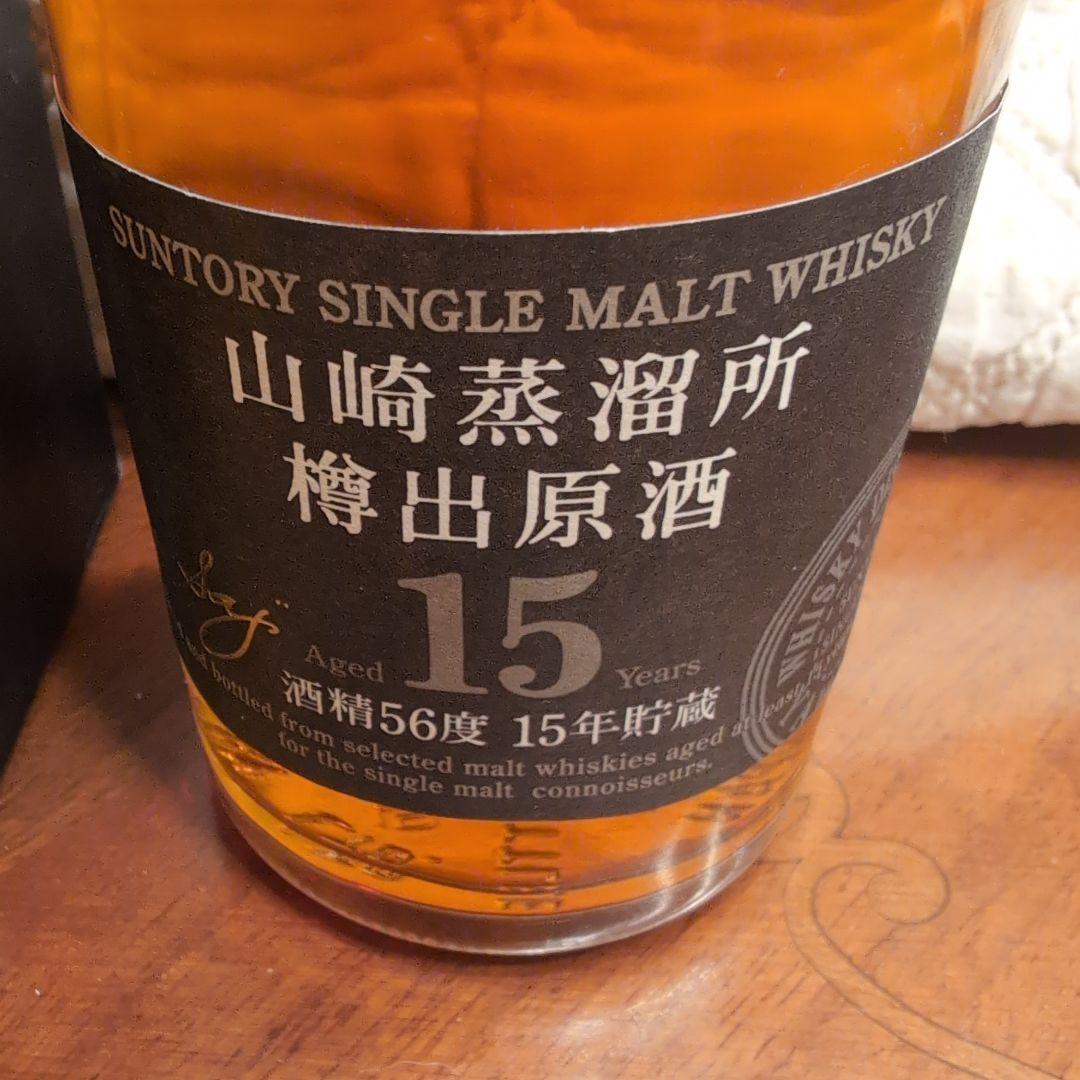 SUNTORY SINGLE MALT WHISKY
山崎蒸溜所
樽出原酒
Aged 15 Years
酒精56度 15年貯蔵
bottled from selected malt whiskies aged at least
for the single malt connoisseurs.
WHISKY